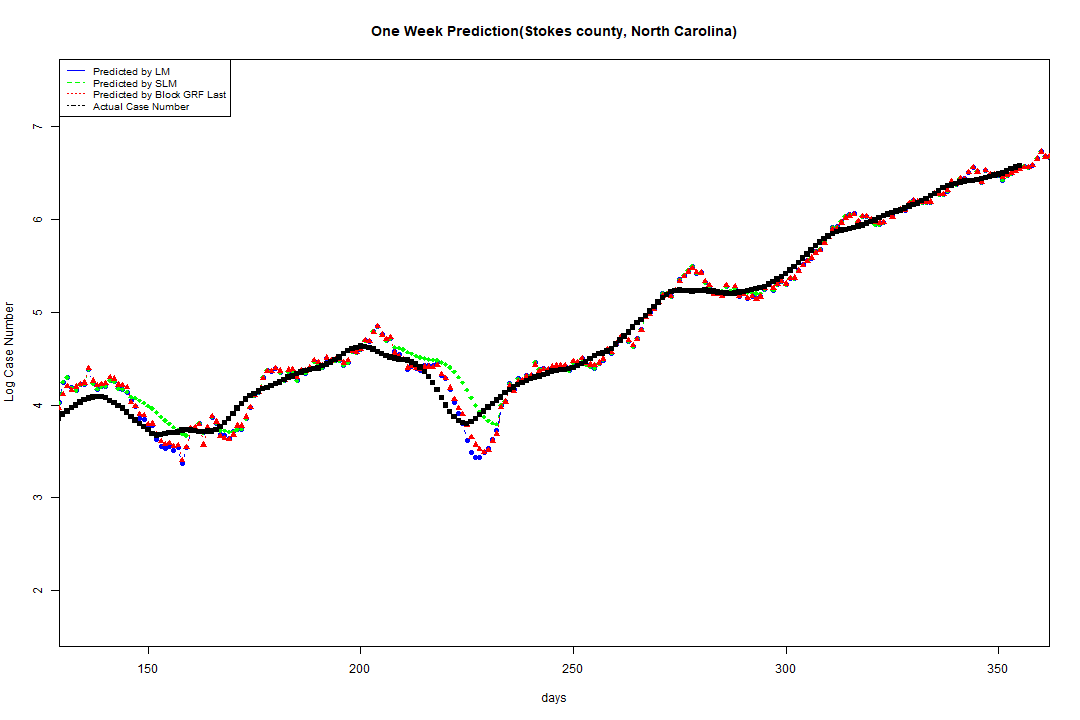 One Week Prediction(Stokes county, North Carolina)
Predicted by LM
Predicted by SLM
Predicted by Block GRF Last
Actual Case Number
7
6
5
4
3
2
Log Case Number
150 200 250 300 350
days